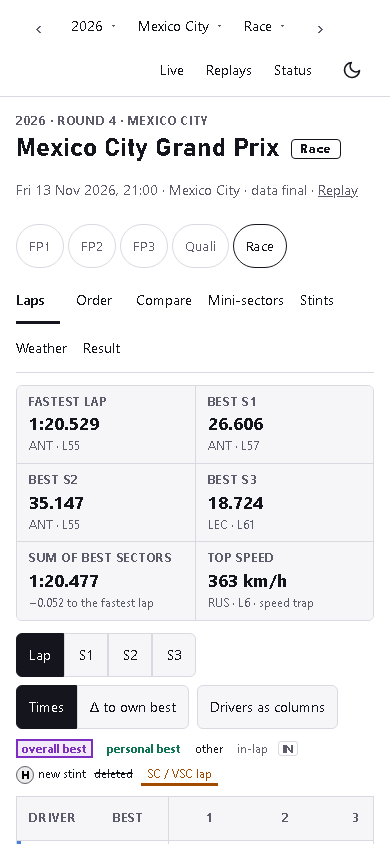 ‹ 2026 Mexico City Race ›
Live Replays Status
2026 · ROUND 4 · MEXICO CITY
Mexico City Grand Prix Race
Fri 13 Nov 2026, 21:00 · Mexico City · data final · Replay
FP1 FP2 FP3 Quali Race
Laps Order Compare Mini-sectors Stints
Weather Result
FASTEST LAP BEST S1
1:20.529 26.606
ANT · L55 ANT · L57
BEST S2 BEST S3
35.147 18.724
ANT · L55 LEC · L61
SUM OF BEST SECTORS TOP SPEED
1:20.477 363 km/h
−0.052 to the fastest lap RUS · L6 · speed trap
Lap S1 S2 S3
Times Δ to own best Drivers as columns
overall best personal best other in-lap IN
H new stint deleted SC / VSC lap
DRIVER BEST 1 2 3